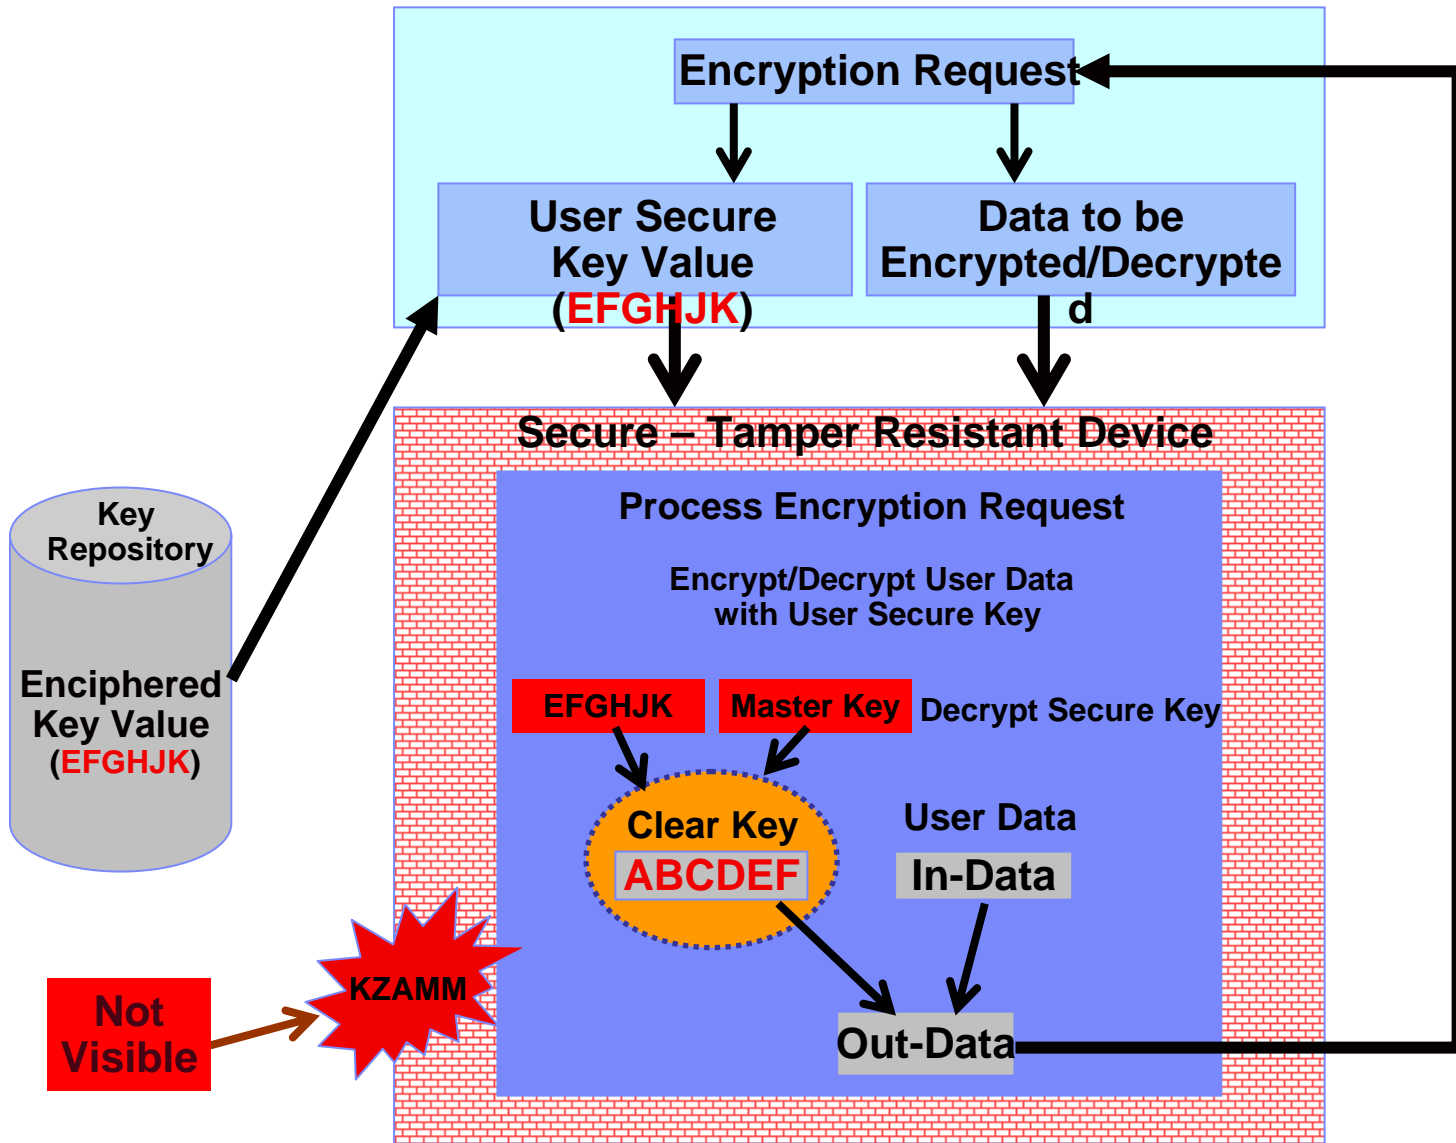 Encryption Request
User Secure
Key Value
(EFGHJK)
Data to be
Encrypted/Decrypte
d
Secure – Tamper Resistant Device
Process Encryption Request
Encrypt/Decrypt User Data
with User Secure Key
Key
Repository
Enciphered
Key Value
(EFGHJK)
EFGHJK
Master Key
Decrypt Secure Key
Clear Key
ABCDEF
User Data
In-Data
KZAMM
Not
Visible
Out-Data